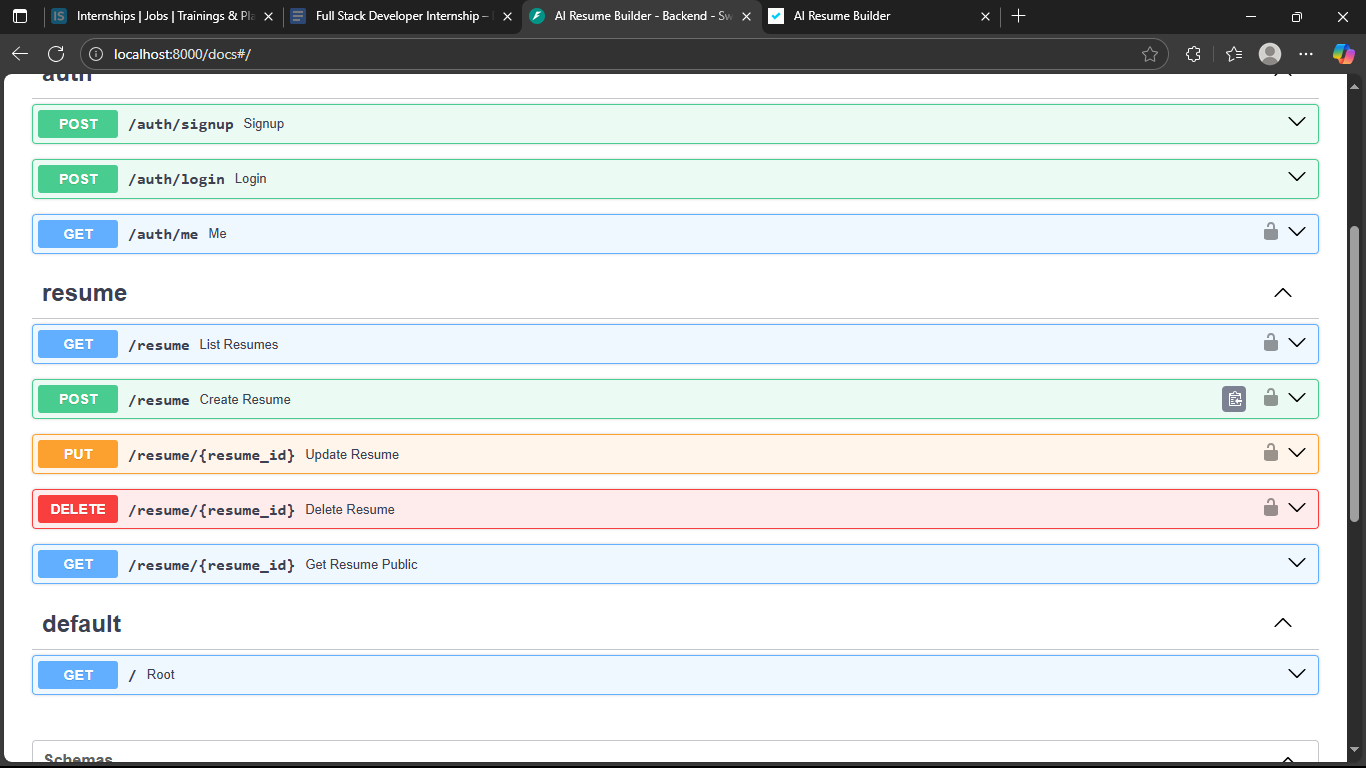 Internships | Jobs | Trainings & Pla
Full Stack Developer Internship –
AI Resume Builder - Backend - Sw
AI Resume Builder
localhost:8000/docs#/
auth
POST /auth/signup Signup
POST /auth/login Login
GET /auth/me Me
resume
GET /resume List Resumes
POST /resume Create Resume
PUT /resume/{resume_id} Update Resume
DELETE /resume/{resume_id} Delete Resume
GET /resume/{resume_id} Get Resume Public
default
GET / Root
Schemas